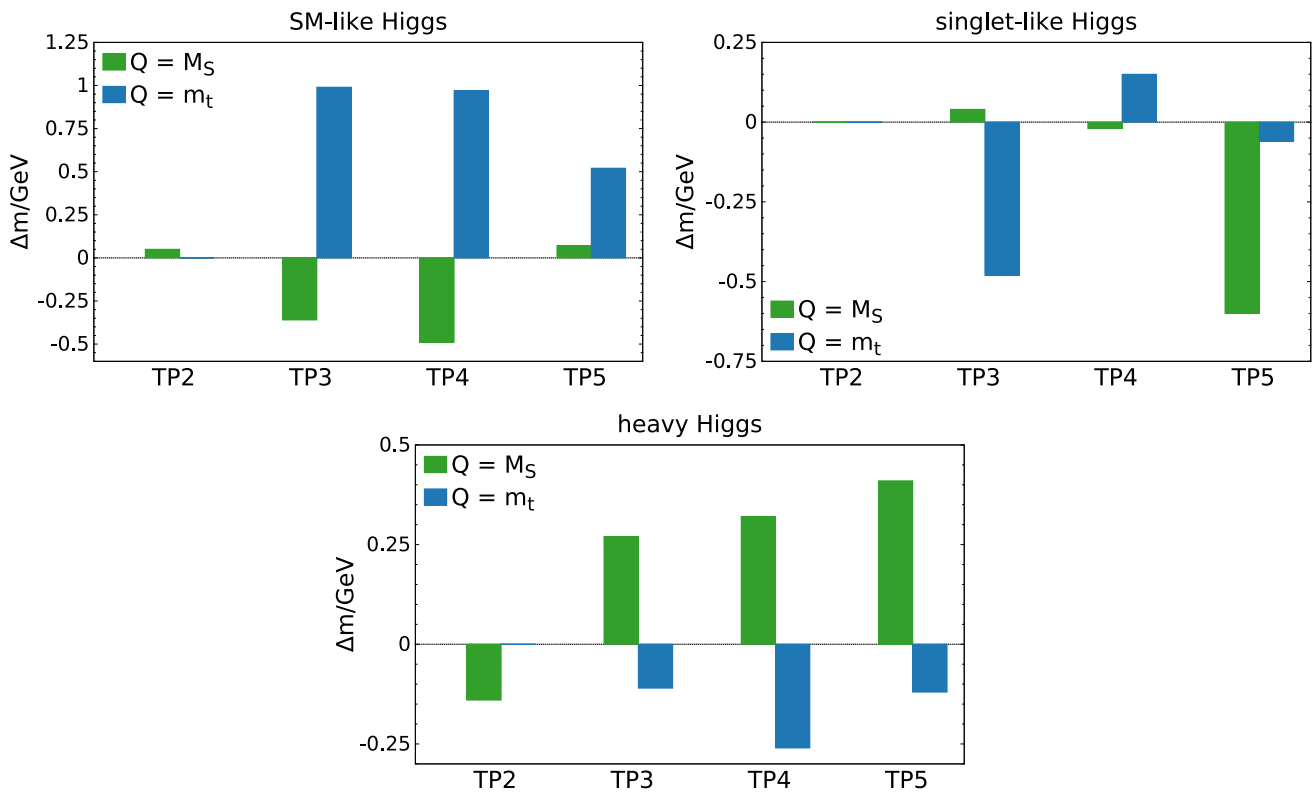 SM-like Higgs
Δm/GeV
1.25
1
0.75
0.5
0.25
0
-0.25
-0.5
Q = M_S
Q = m_t
TP2 TP3 TP4 TP5
singlet-like Higgs
Δm/GeV
0.25
0
-0.25
-0.5
-0.75
Q = M_S
Q = m_t
TP2 TP3 TP4 TP5
heavy Higgs
Δm/GeV
0.5
0.25
0
-0.25
Q = M_S
Q = m_t
TP2 TP3 TP4 TP5